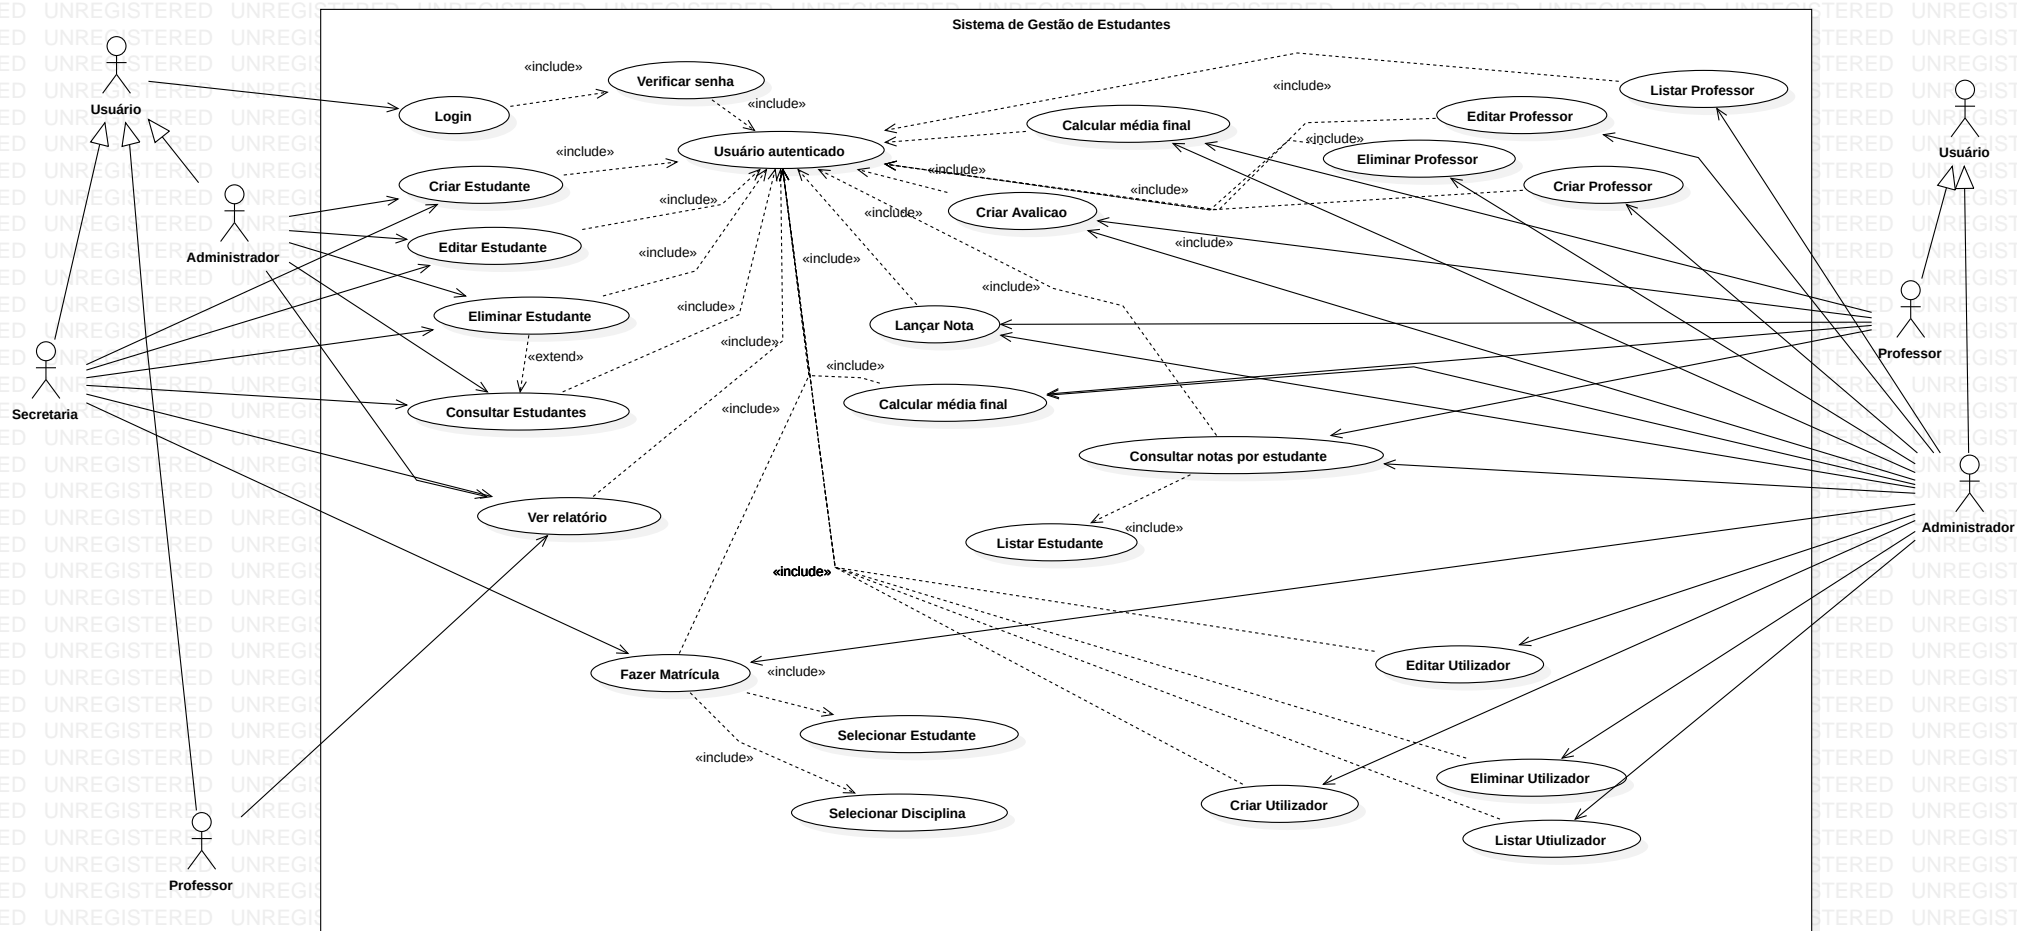 Sistema de Gestão de Estudantes
Usuário
Login
«include»
Verificar senha
«include»
Usuário autenticado
«include»
Criar Estudante
Administrador
«include»
Editar Estudante
«include»
Eliminar Estudante
«include»
«extend»
«include»
Secretaria
Consultar Estudantes
«include»
Ver relatório
«include»
Calcular média final
«include»
«include»
Listar Professor
Editar Professor
«include»
Eliminar Professor
«include»
Criar Professor
«include»
Criar Avalicao
«include»
«include»
«include»
Lançar Nota
«include»
Calcular média final
Consultar notas por estudante
«include»
Listar Estudante
«include»
Fazer Matrícula
«include»
Selecionar Estudante
«include»
Selecionar Disciplina
Editar Utilizador
Eliminar Utilizador
Criar Utilizador
Listar Utiulizador
Usuário
Professor
Administrador
Professor
UNREGISTERED